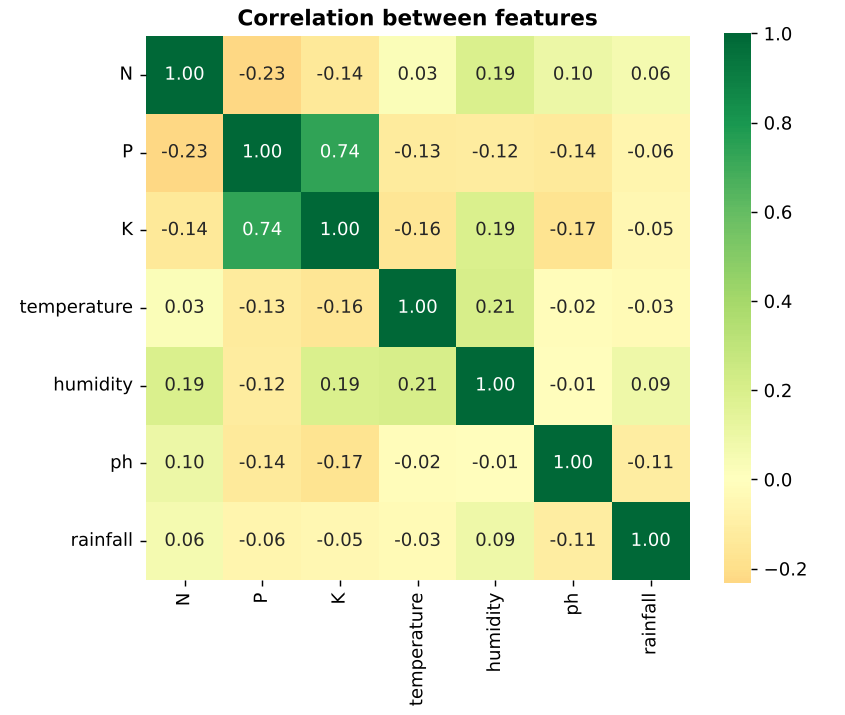 Correlation between features
N 1.00 -0.23 -0.14 0.03 0.19 0.10 0.06
P -0.23 1.00 0.74 -0.13 -0.12 -0.14 -0.06
K -0.14 0.74 1.00 -0.16 0.19 -0.17 -0.05
temperature 0.03 -0.13 -0.16 1.00 0.21 -0.02 -0.03
humidity 0.19 -0.12 0.19 0.21 1.00 -0.01 0.09
ph 0.10 -0.14 -0.17 -0.02 -0.01 1.00 -0.11
rainfall 0.06 -0.06 -0.05 -0.03 0.09 -0.11 1.00
N P K temperature humidity ph rainfall
1.0
0.8
0.6
0.4
0.2
0.0
−0.2